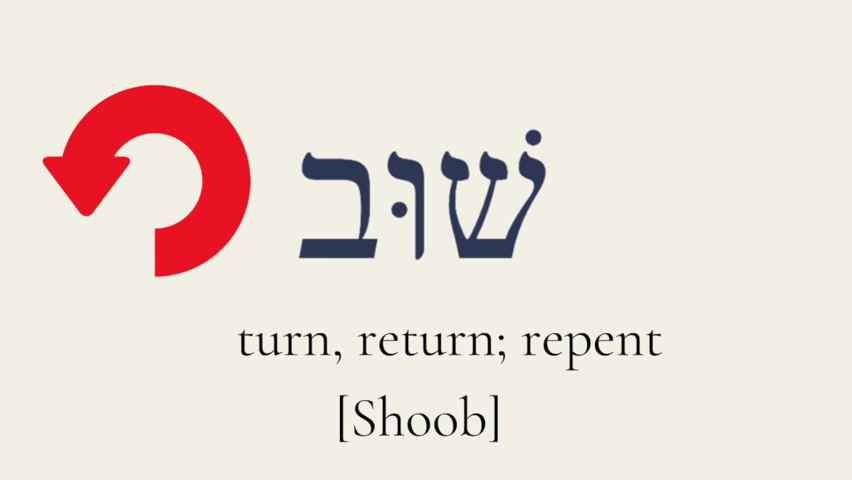 שׁוּב
turn, return; repent
[Shoob]